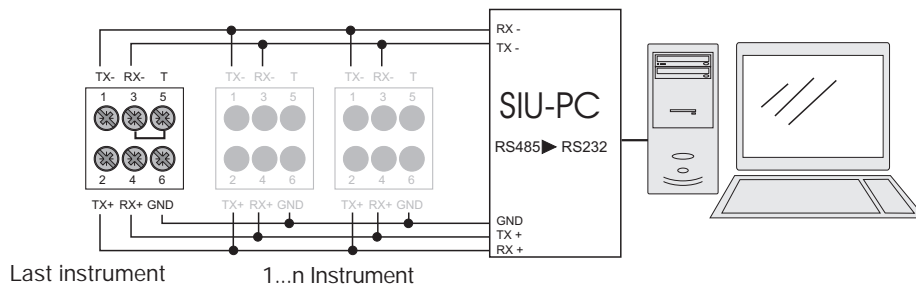 RX -
TX -
TX- RX- T
TX- RX- T
TX- RX- T
1 3 5
1 3 5
1 3 5
SIU-PC
RS485 ▶ RS232
2 4 6
2 4 6
2 4 6
TX+ RX+ GND
TX+ RX+ GND
TX+ RX+ GND
GND
TX +
RX +
Last instrument
1...n Instrument